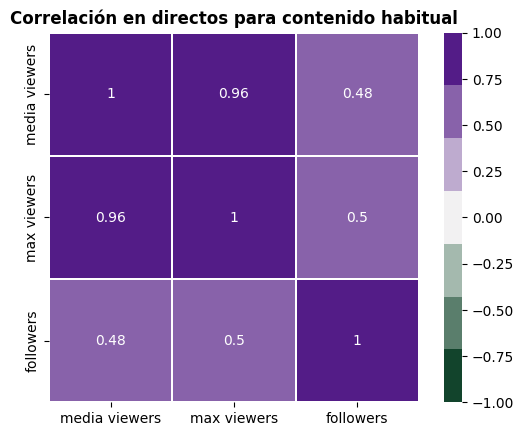 Correlación en directos para contenido habitual
media viewers
1
0.96
0.48
max viewers
0.96
1
0.5
followers
0.48
0.5
1
media viewers
max viewers
followers
1.00
0.75
0.50
0.25
0.00
−0.25
−0.50
−0.75
−1.00